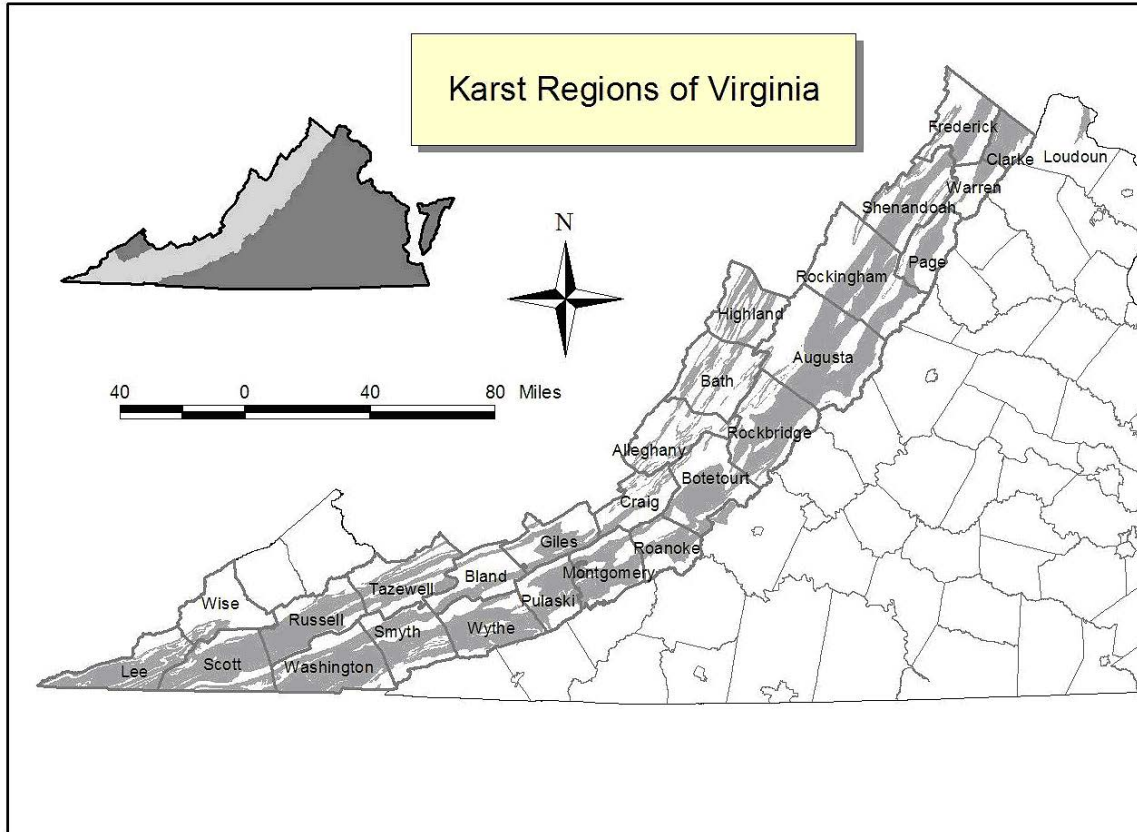 Karst Regions of Virginia
N
40 0 40 80 Miles
Frederick
Clarke
Loudoun
Warren
Shenandoah
Page
Rockingham
Highland
Augusta
Bath
Rockbridge
Alleghany
Botetourt
Craig
Giles
Roanoke
Montgomery
Bland
Tazewell
Pulaski
Wise
Russell
Smyth
Wythe
Scott
Washington
Lee